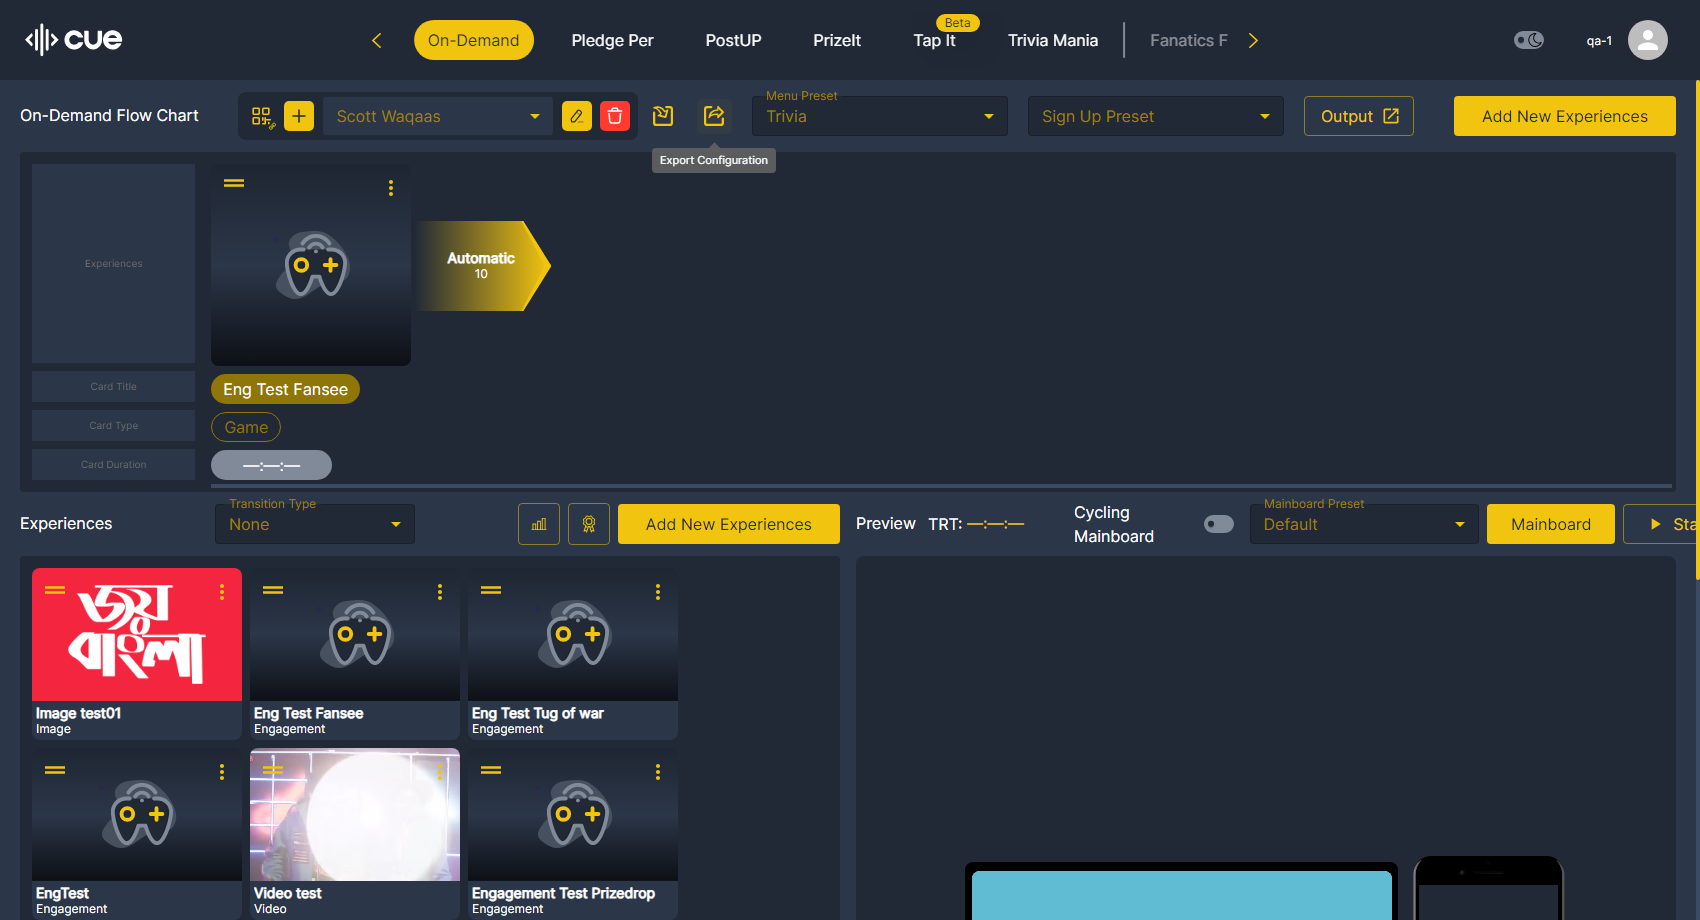 cue
On-Demand
Pledge Per
PostUP
PrizeIt
Tap It
Beta
Trivia Mania
Fanatics F
qa-1
On-Demand Flow Chart
Scott Waqaas
Menu Preset
Trivia
Sign Up Preset
Output
Add New Experiences
Export Configuration
Experiences
Automatic
10
Card Title
Eng Test Fansee
Card Type
Game
Card Duration
—:—:—
Experiences
Transition Type
None
Add New Experiences
Preview
TRT: —:—:—
Cycling
Mainboard
Mainboard Preset
Default
Mainboard
Sta
জয়
বাংলা
Image test01
Image
Eng Test Fansee
Engagement
Eng Test Tug of war
Engagement
EngTest
Engagement
Video test
Video
Engagement Test Prizedrop
Engagement